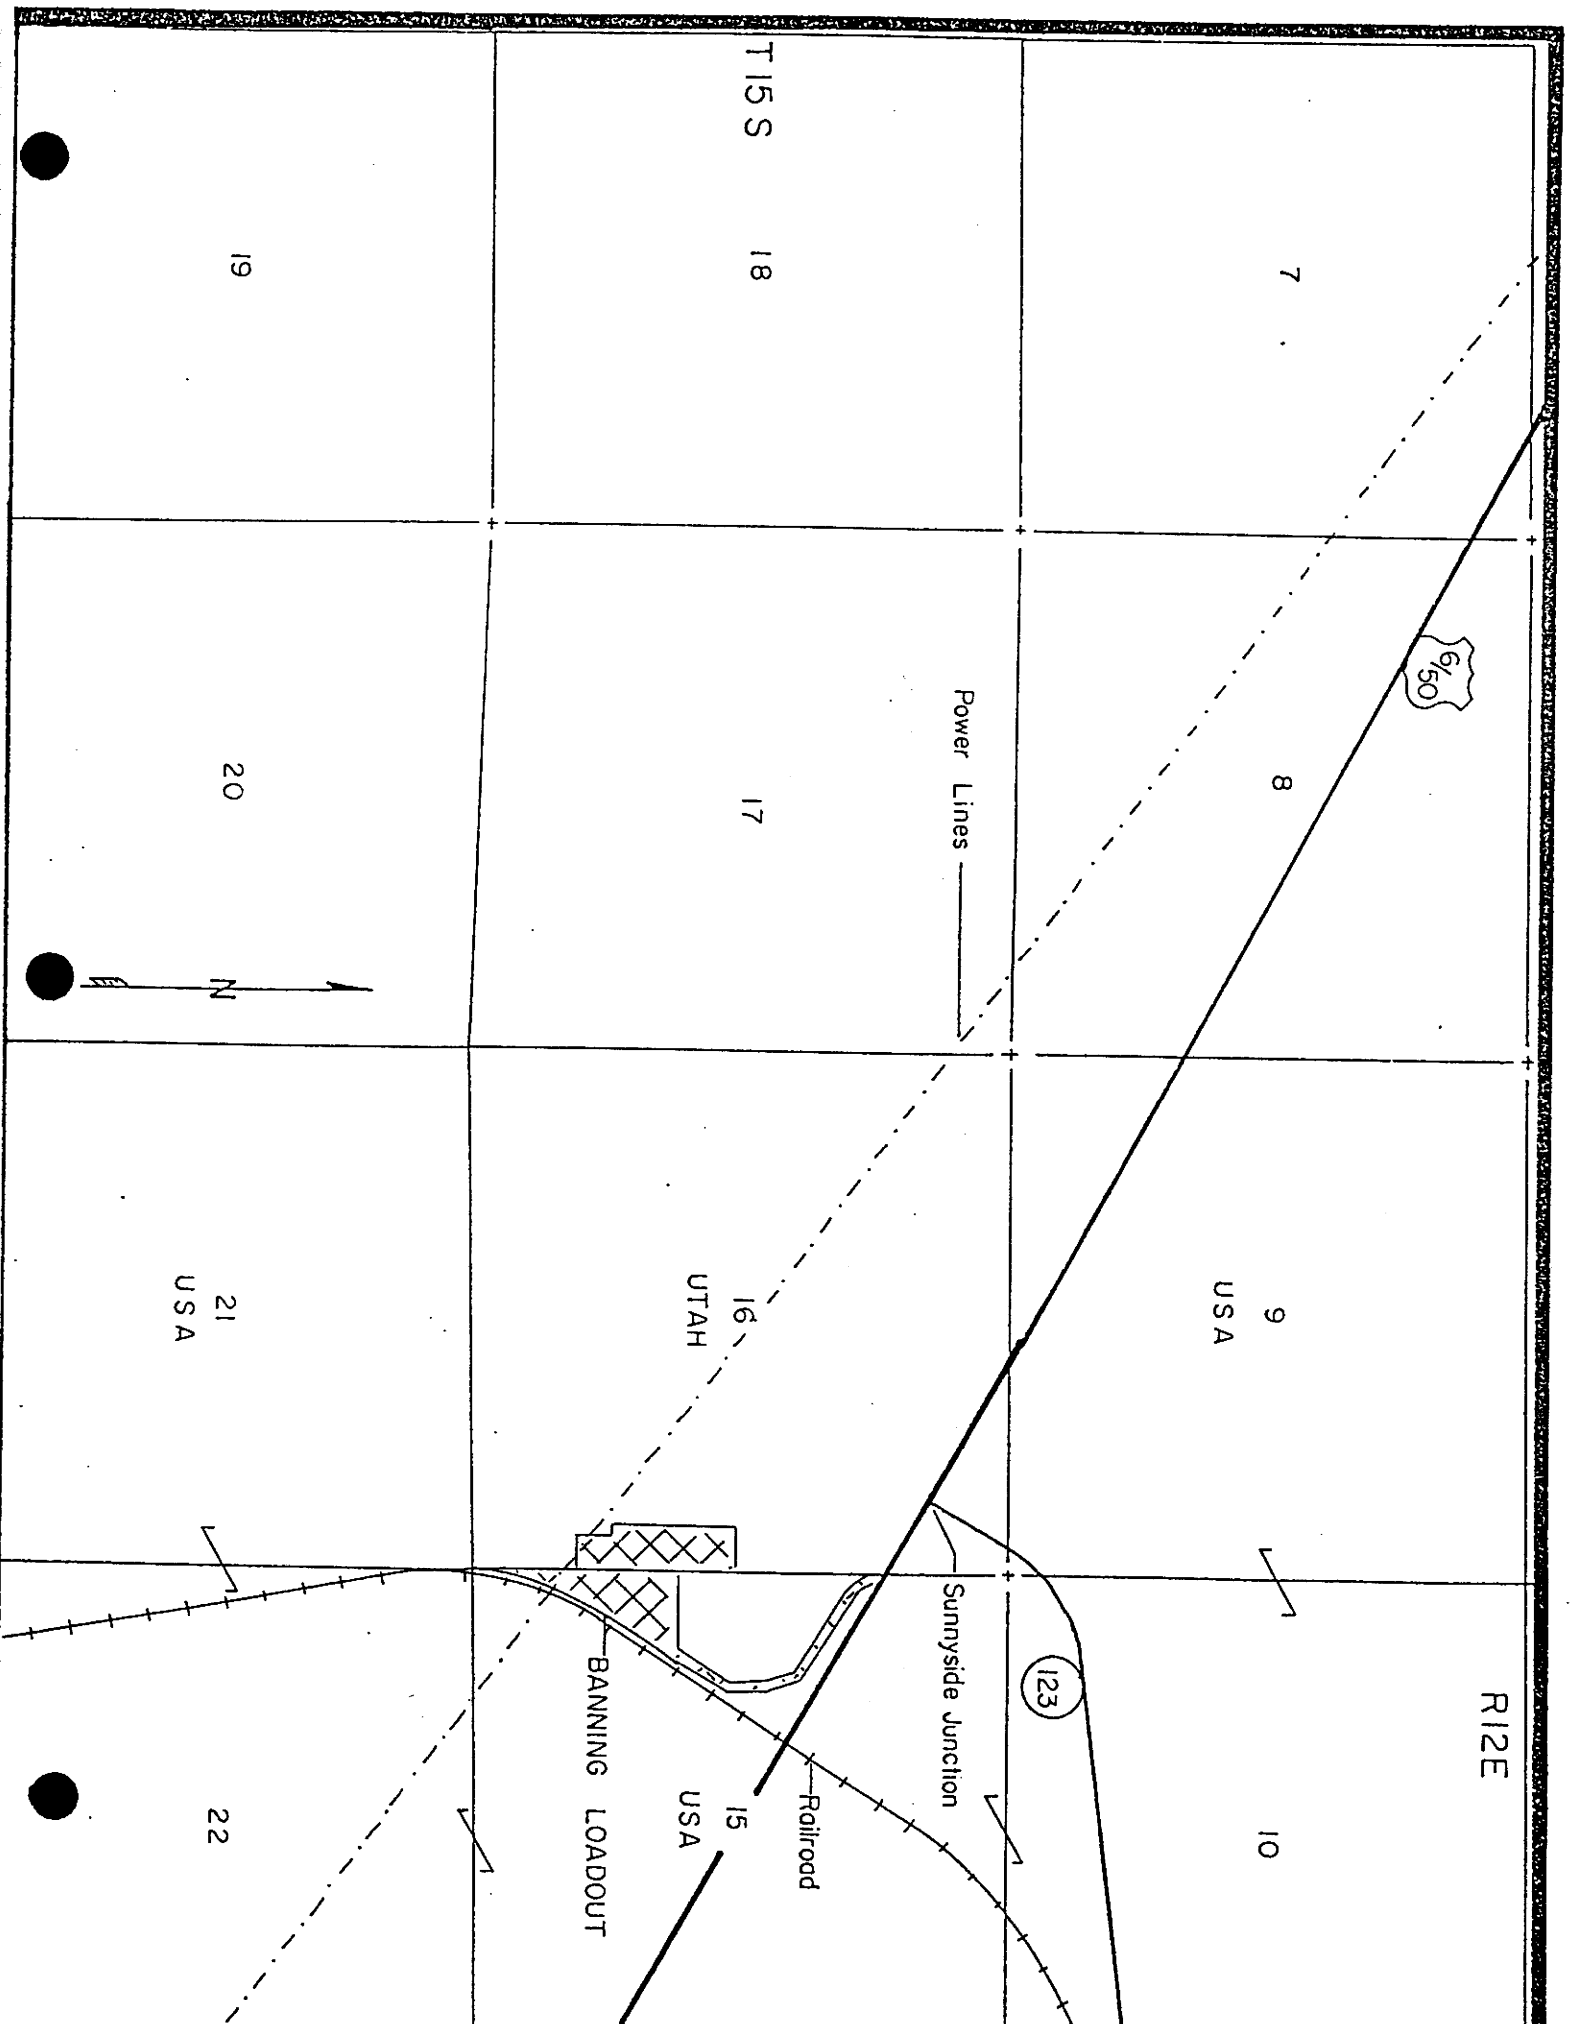 R12E
T15S
7
8
9
USA
10
6/50
123
18
17
16
UTAH
15
USA
Power Lines
Sunnyside Junction
Railroad
BANNING LOADOUT
19
20
21
USA
22
N